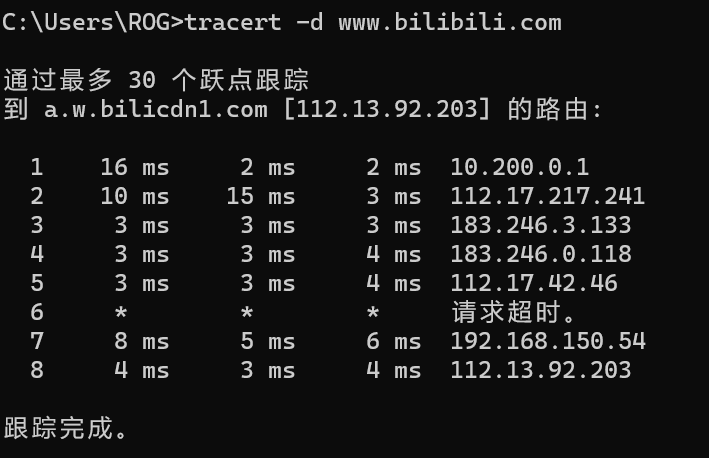 C:\Users\ROG>tracert -d www.bilibili.com
通过最多 30 个跃点跟踪
到 a.w.bilicdn1.com [112.13.92.203] 的路由:
1 16 ms 2 ms 2 ms 10.200.0.1
2 10 ms 15 ms 3 ms 112.17.217.241
3 3 ms 3 ms 3 ms 183.246.3.133
4 3 ms 3 ms 4 ms 183.246.0.118
5 3 ms 3 ms 4 ms 112.17.42.46
6 * * * 请求超时。
7 8 ms 5 ms 6 ms 192.168.150.54
8 4 ms 3 ms 4 ms 112.13.92.203
跟踪完成。